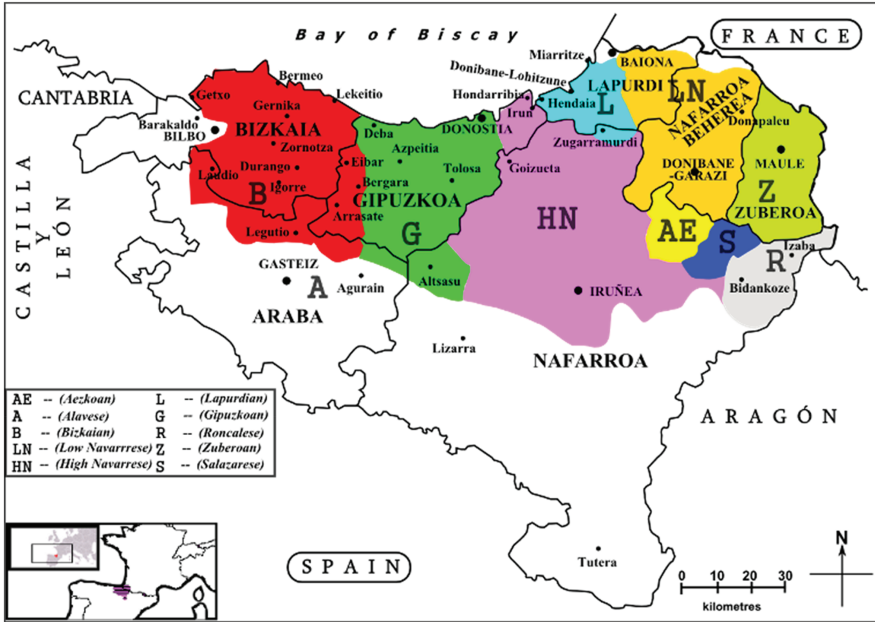 Bay of Biscay
FRANCE
Miarritze
BAIONA
Donibane-Lohitzune
LAPURDI
LN
Bermeo
Getxo
Lekeitio
Hondarribia
Hendaia
L
NAFARROA
BEHEREA
CANTABRIA
Gernika
Irun
Donapaleu
Barakaldo
BILBO
BIZKAIA
Deba
DONOSTIA
Zugarramurdi
Zornotza
Azpeitia
MAULE
Eibar
Goizueta
DONIBANE
-GARAZI
Laudio
Durango
Tolosa
Igorre
B
Bergara
GIPUZKOA
Z
ZUBEROA
Arrasate
HN
AE
S
Legutio
G
R
Izaba
CASTILLA
Y
LEÓN
GASTEIZ
A
Agurain
Altsasu
IRUÑEA
Bidankoze
ARABA
Lizarra
NAFARROA
AE -- (Aezkoan)
A -- (Alavese)
B -- (Bizkaian)
LN -- (Low Navarrrese)
HN -- (High Navarrese)
L -- (Lapurdian)
G -- (Gipuzkoan)
R -- (Roncalese)
Z -- (Zuberoan)
S -- (Salazarese)
ARAGÓN
SPAIN
Tutera
N
0 10 20 30
kilometres